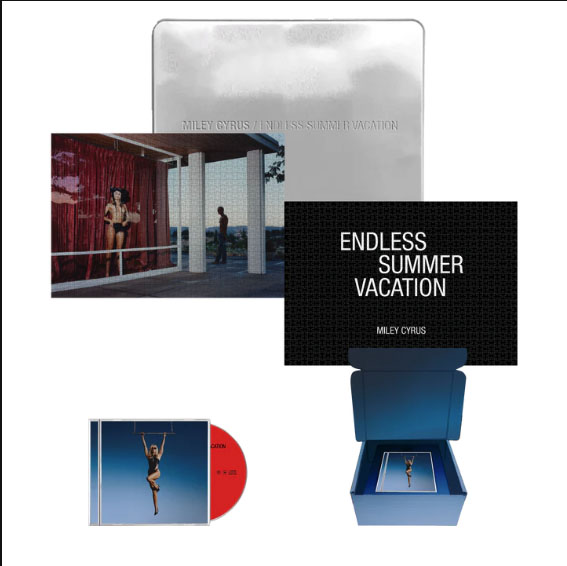 MILEY CYRUS / ENDLESS SUMMER VACATION
ENDLESS
SUMMER
VACATION
MILEY CYRUS